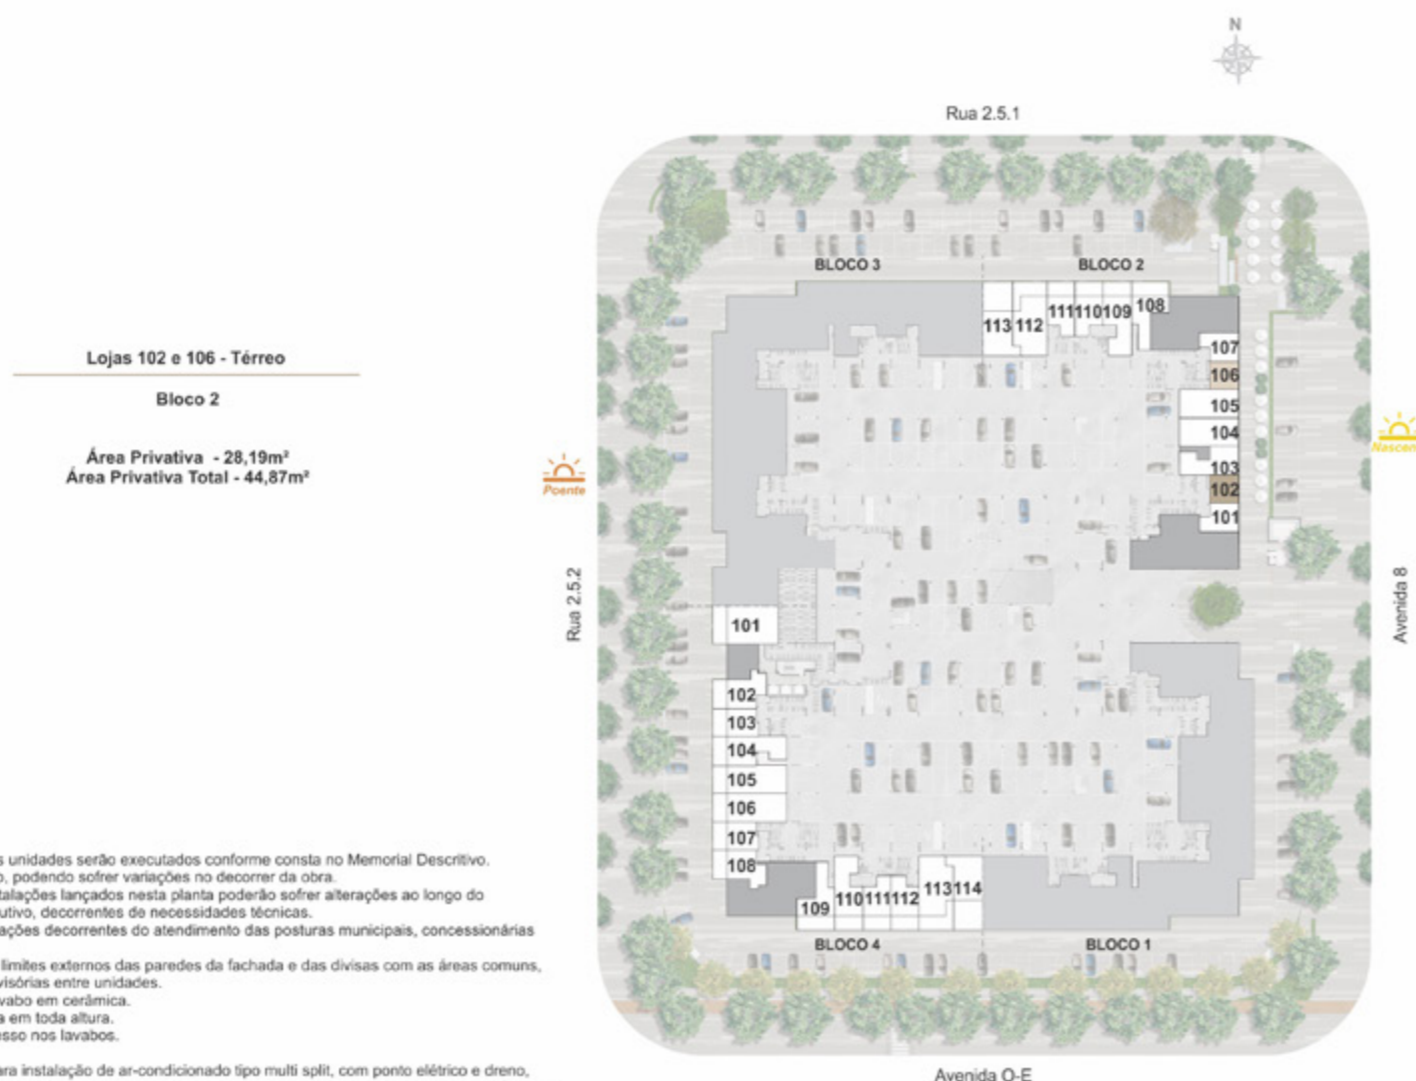 N
Rua 2.5.1
BLOCO 3
BLOCO 2
113 112 111 110 109 108
107
106
105
104
103
102
101
Lojas 102 e 106 - Térreo
Bloco 2
Área Privativa - 28,19m²
Área Privativa Total - 44,87m²
Poente
Nascen
Rua 2.5.2
Avenida 8
101
102
103
104
105
106
107
108
109 110 111 112 113 114
BLOCO 4
BLOCO 1
Avenida O-E
s unidades serão executados conforme consta no Memorial Descritivo.
o, podendo sofrer variações no decorrer da obra.
talações lançados nesta planta poderão sofrer alterações ao longo do
utivo, decorrentes de necessidades técnicas.
ações decorrentes do atendimento das posturas municipais, concessionárias
limites externos das paredes da fachada e das divisas com as áreas comuns,
visórias entre unidades.
vabo em cerâmica.
a em toda altura.
esso nos lavabos.
ara instalação de ar-condicionado tipo multi split, com ponto elétrico e dreno,